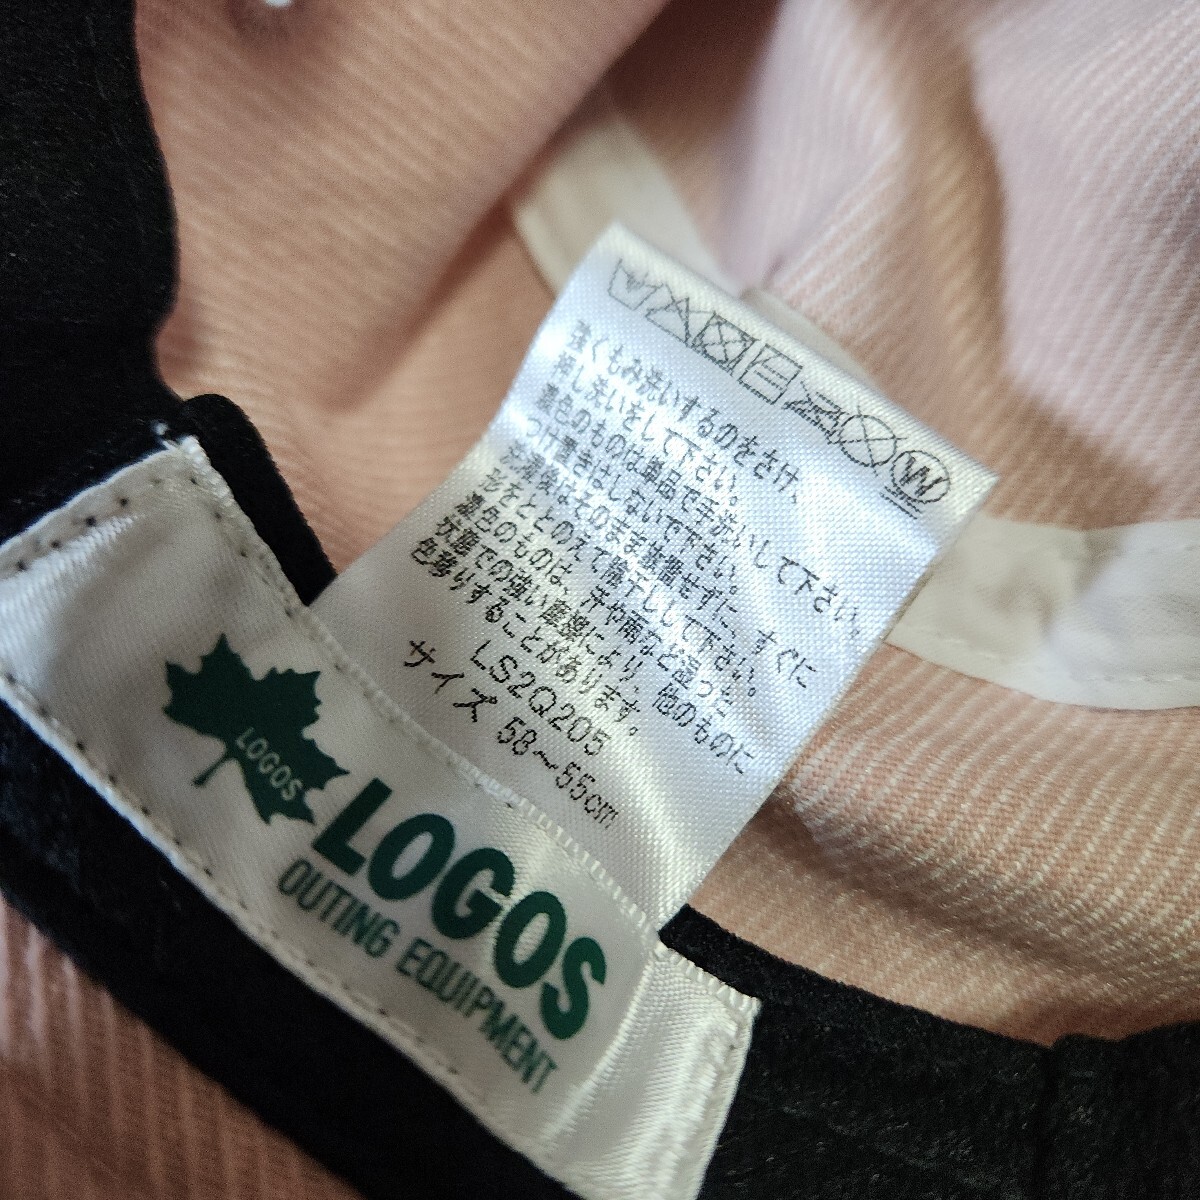 強くもみ洗いするのをさけ、
押し洗いをして下さい。
濃色のものは単品で手洗いして下さい。
つけ置きはしないで下さい。
洗濯後はそのまま放置せずに、すぐに
形をととのえて陰干しして下さい。
濃色のものは、汗や雨など湿った
状態での強い摩擦により、他のものに
色移りすることがあります。
LS2Q205
サイズ 58～55cm
LOGOS
LOGOS
OUTING EQUIPMENT